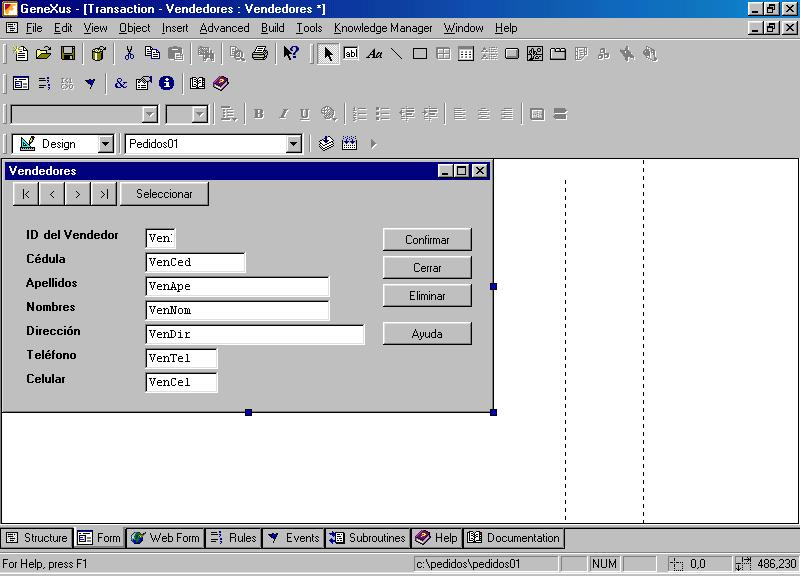 GeneXus - [Transaction - Vendedores : Vendedores *]
File Edit View Object Insert Format Advanced Build Tools Knowledge Manager Window Help
Aa
B I U
Design Pedidos01
Vendedores
Seleccionar
ID del Vendedor Confirmar
Cédula VenCed
Cerrar
Apellidos VenApe
Eliminar
Nombres VenNom
Dirección VenDir Ayuda
Teléfono VenTel
Celular VenCel
Structure Form Web Form Rules Events Subroutines Help Documentation
For Help, press F1 c:\pedidos\pedidos01 NUM 0,0 486,230